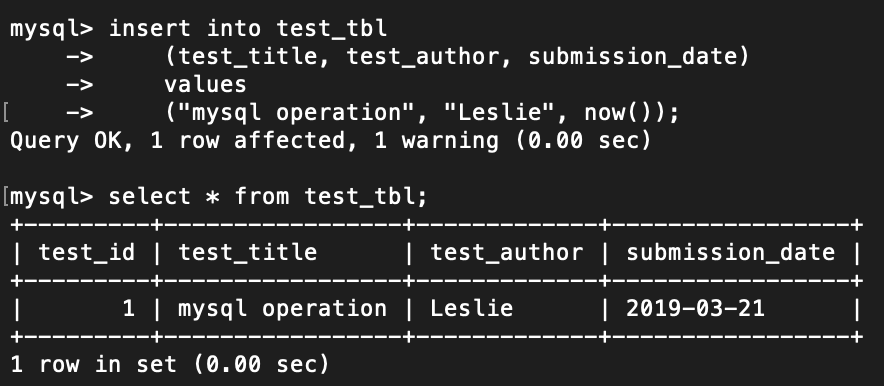 mysql> insert into test_tbl
    ->     (test_title, test_author, submission_date)
    ->     values
[    ->     ("mysql operation", "Leslie", now());
Query OK, 1 row affected, 1 warning (0.00 sec)

[mysql> select * from test_tbl;
+---------+-----------------+-------------+-----------------+
| test_id | test_title      | test_author | submission_date |
+---------+-----------------+-------------+-----------------+
|       1 | mysql operation | Leslie      | 2019-03-21      |
+---------+-----------------+-------------+-----------------+
1 row in set (0.00 sec)